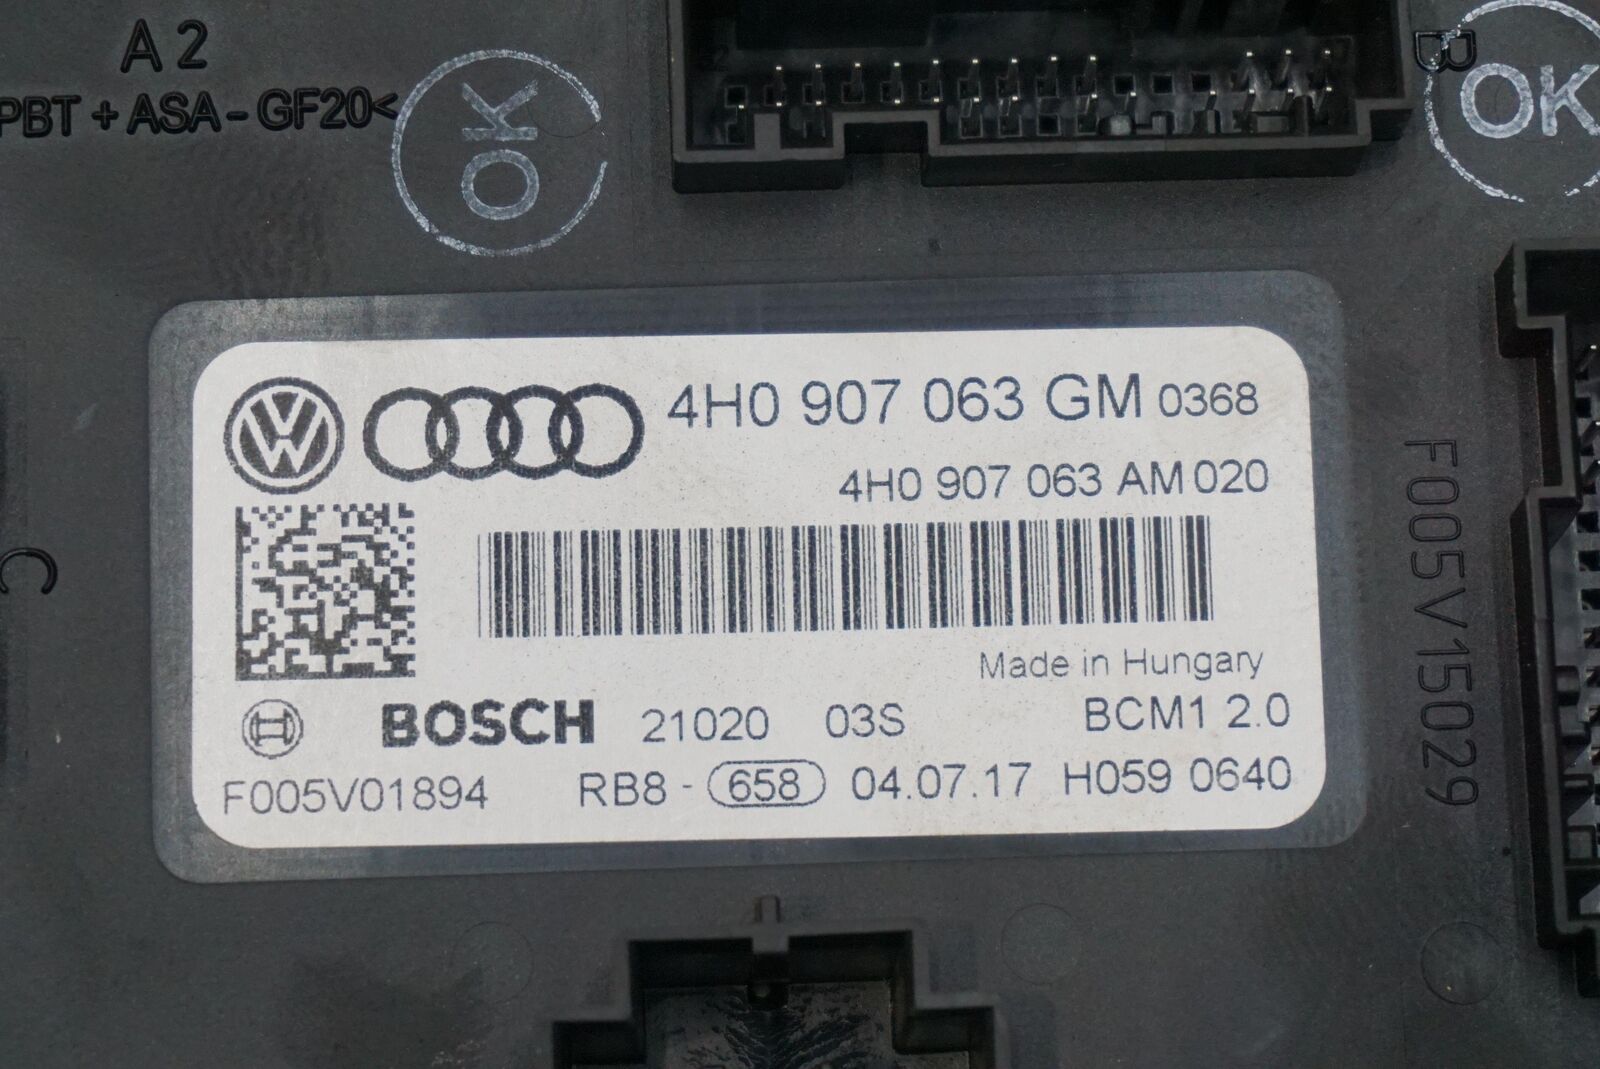 A2
PBT + ASA - GF20<
OK
B
OK
4H0 907 063 GM 0368
4H0 907 063 AM 020
Made in Hungary
BOSCH 21020 03S BCM1 2.0
F005V01894 RB8 - 658 04.07.17 H059 0640
F005V15029
C